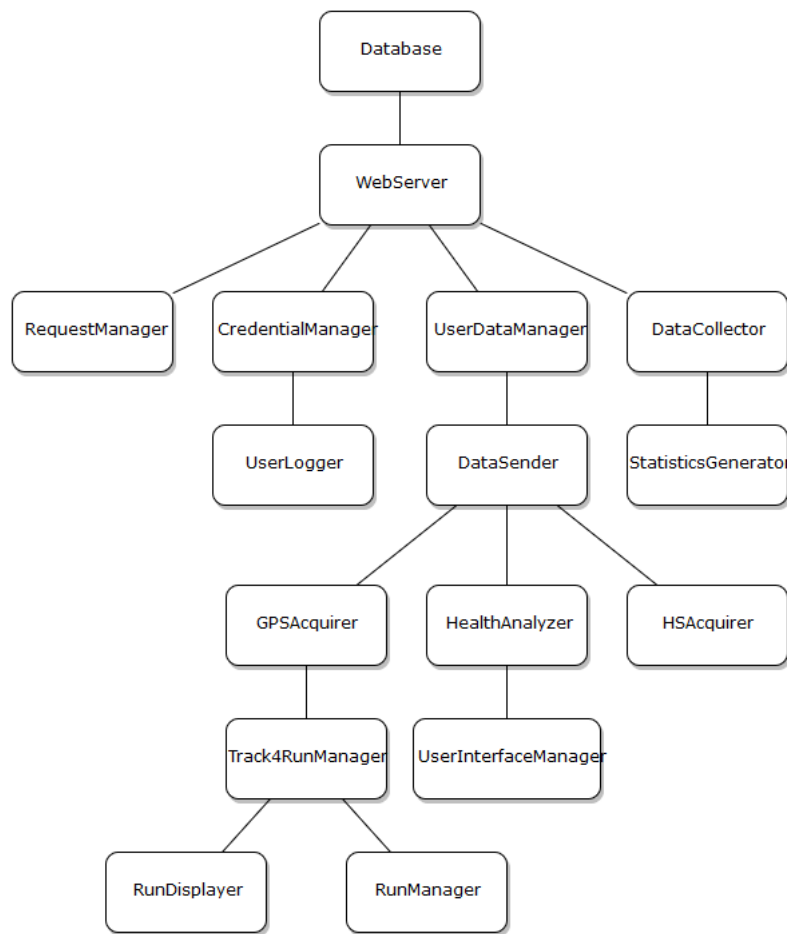 Database
WebServer
RequestManager
CredentialManager
UserDataManager
DataCollector
UserLogger
DataSender
StatisticsGenerator
GPSAcquirer
HealthAnalyzer
HSAcquirer
Track4RunManager
UserInterfaceManager
RunDisplayer
RunManager